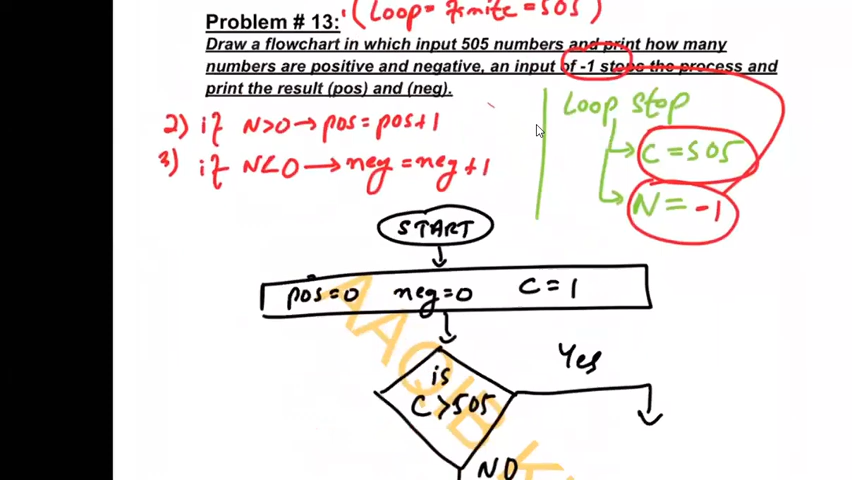 (Loop = finite = 505)
Problem # 13:
Draw a flowchart in which input 505 numbers and print how many
numbers are positive and negative, an input of -1 stops the process and
print the result (pos) and (neg).
Loop stop
2) if N>0 → pos = pos+1
C = 505
3) if N<0 → neg = neg+1
N = -1
START
pos=0 neg=0 C = 1
Yes
is
C > 505
NO